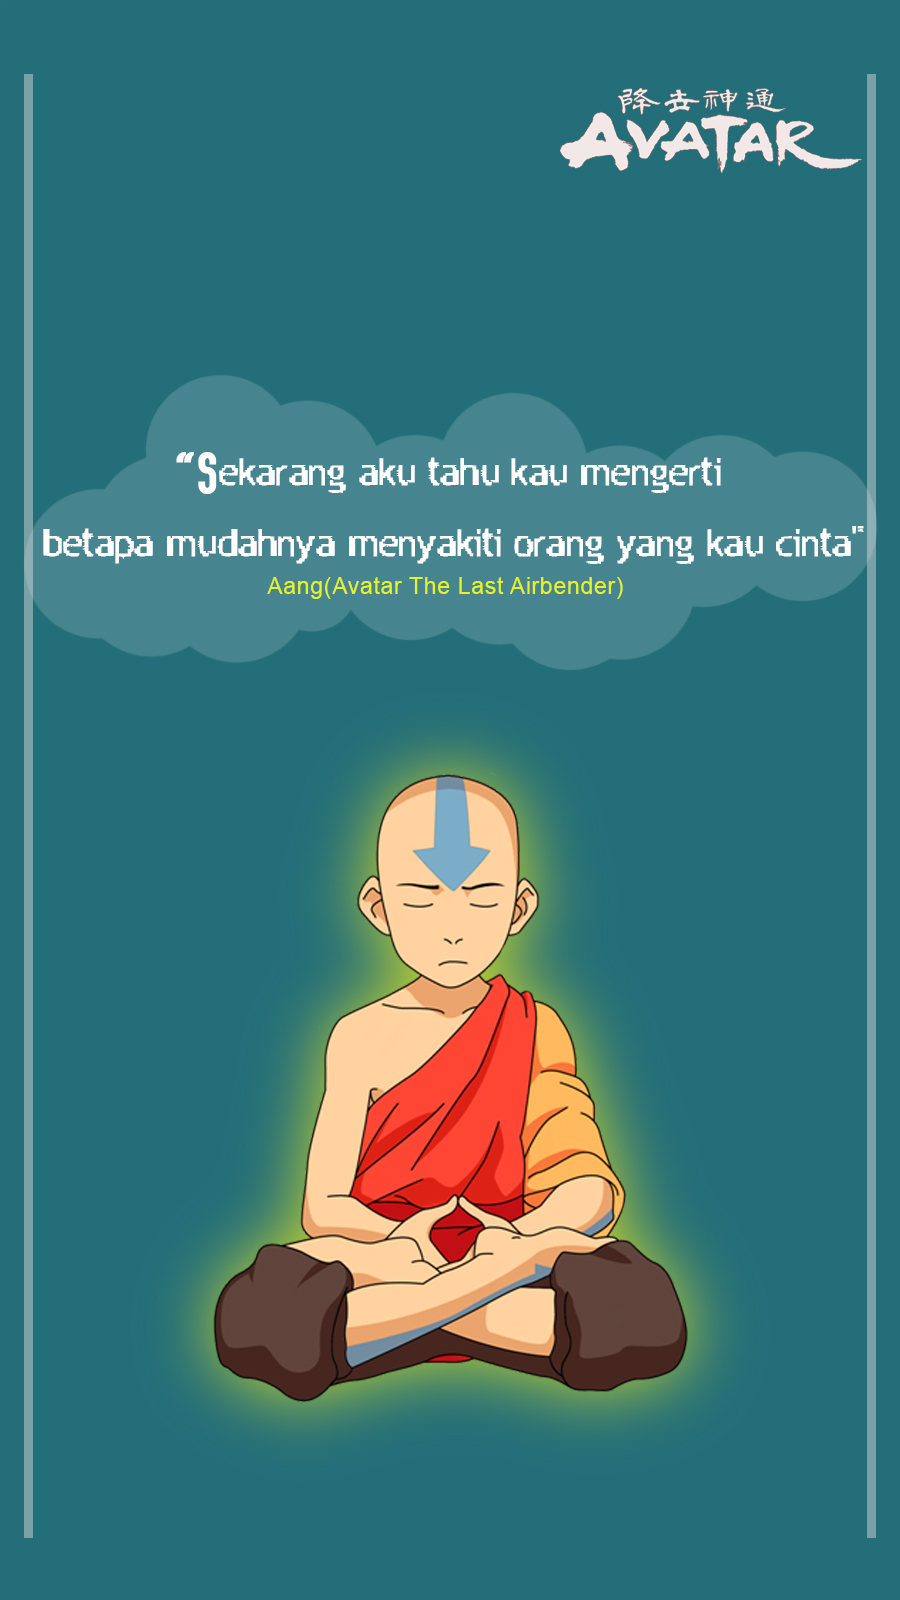 降去神通
AVATAR
“Sekarang aku tahu kau mengerti
betapa mudahnya menyakiti orang yang kau cinta"
Aang(Avatar The Last Airbender)